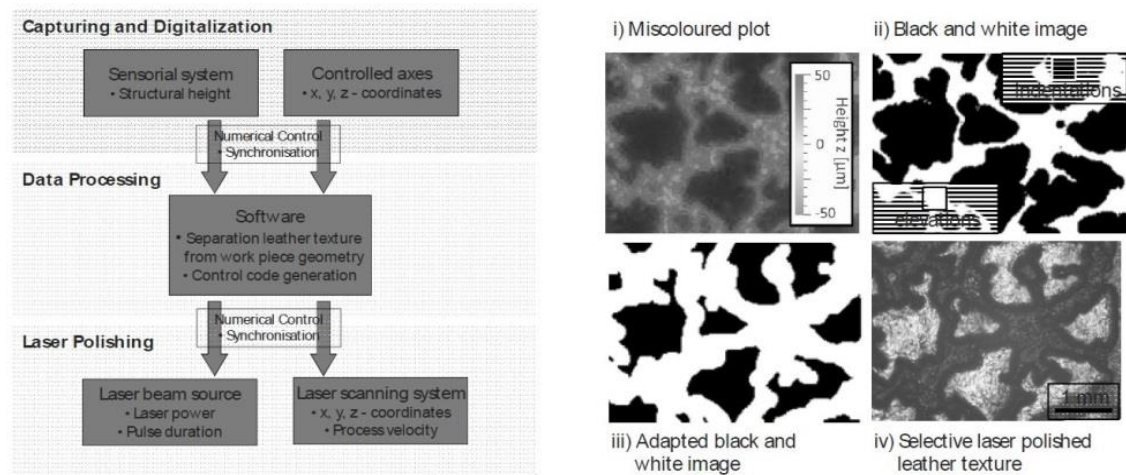 Capturing and Digitalization
Sensorial system
• Structural height
Controlled axes
• x, y, z - coordinates
Numerical Control
• Synchronisation
Data Processing
Software
• Separation leather texture
from work piece geometry
• Control code generation
Numerical Control
• Synchronisation
Laser Polishing
Laser beam source
• Laser power
• Pulse duration
Laser scanning system
• x, y, z - coordinates
• Process velocity
i) Miscoloured plot
50
0
-50
Height z [µm]
ii) Black and white image
Indentations
elevations
iii) Adapted black and
white image
iv) Selective laser polished
leather texture
1 mm